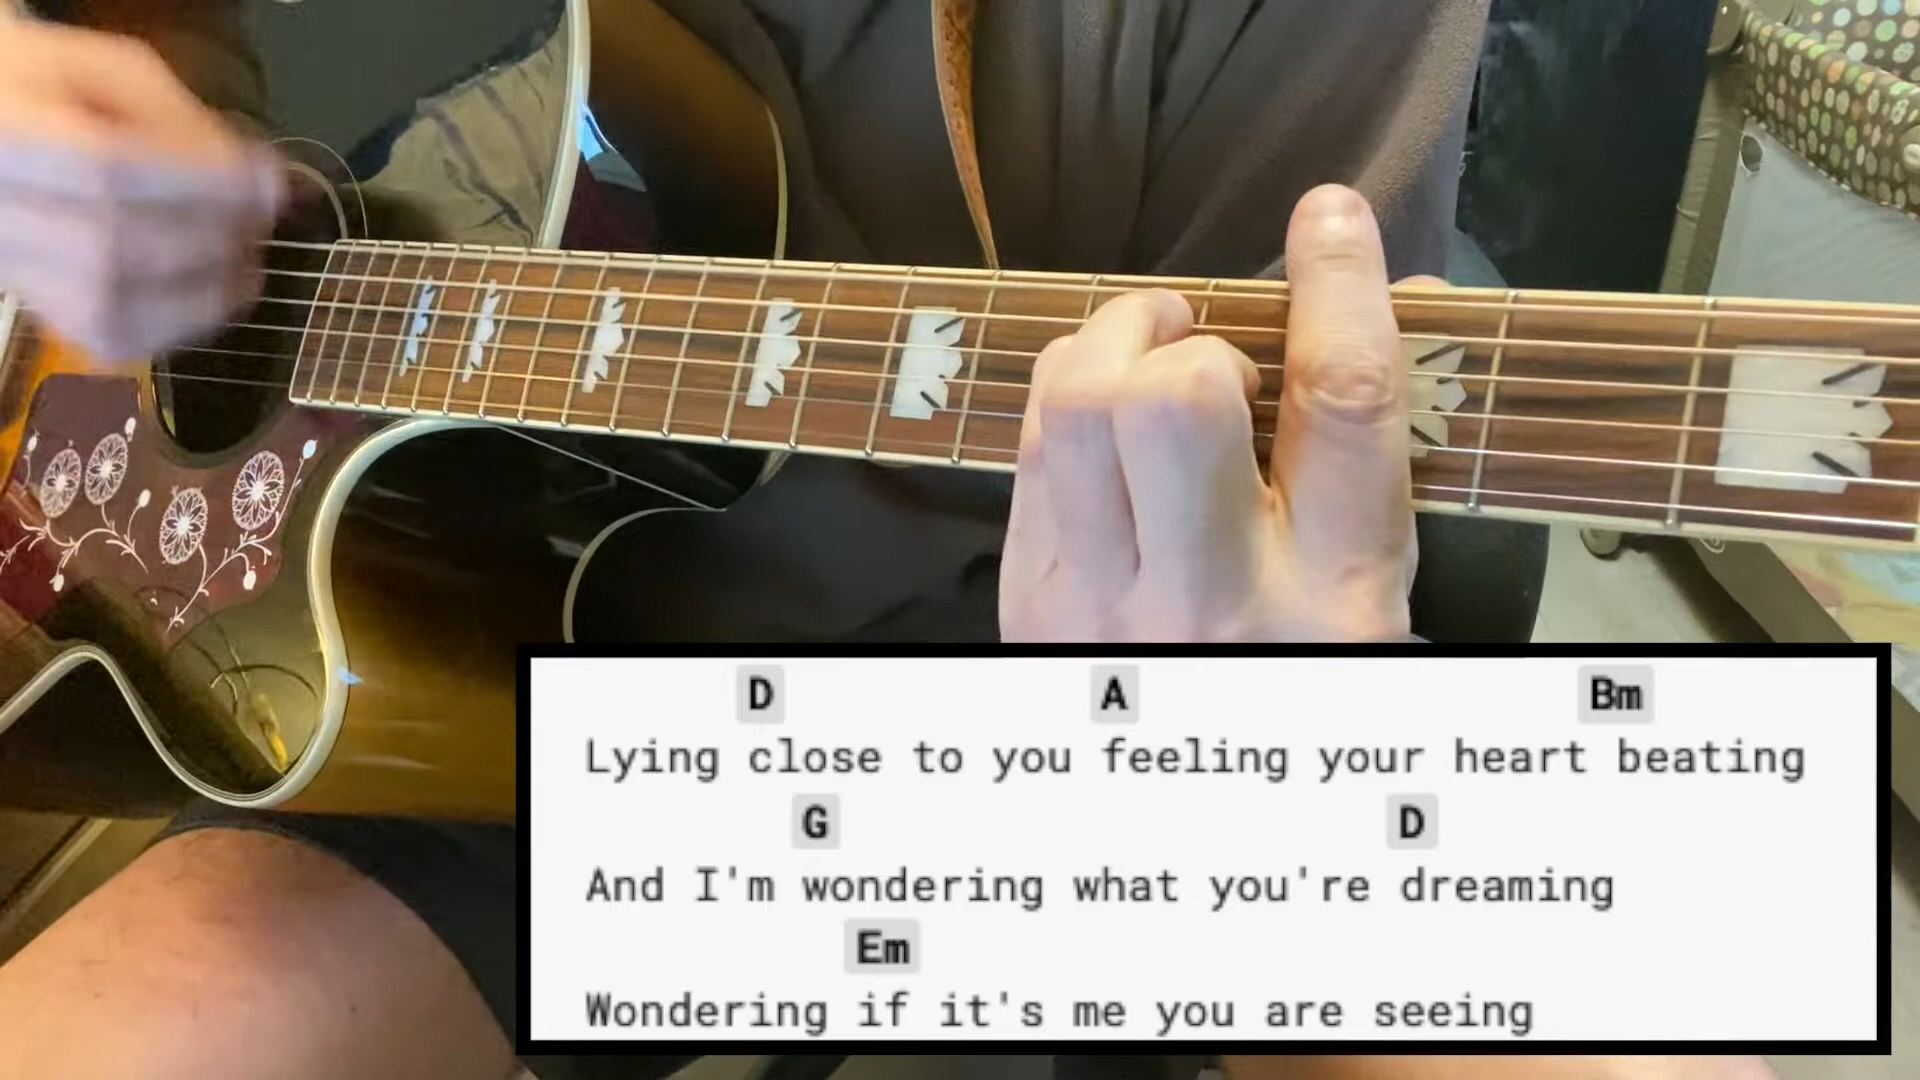 D A Bm
Lying close to you feeling your heart beating
G D
And I'm wondering what you're dreaming
Em
Wondering if it's me you are seeing